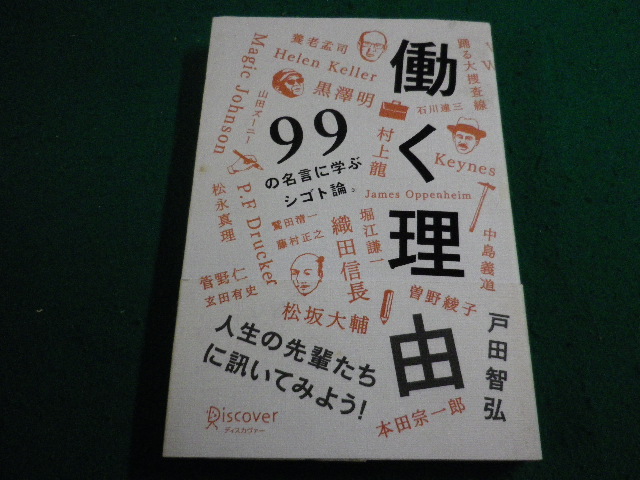 働く理由
99
の名言に学ぶ
シゴト論。
戸田智弘
養老孟司
Helen Keller
黒澤明
踊る大捜査線
石川達三
Magic Johnson
山田ズーニー
村上龍
Keynes
James Oppenheim
松永真理
P.F. Drucker
鷲田清一
藤村正之
織田信長
堀江謙一
中島義道
菅野仁
玄田有史
松坂大輔
曽野綾子
本田宗一郎
人生の先輩たち
に訊いてみよう!
Discover
ディスカヴァー